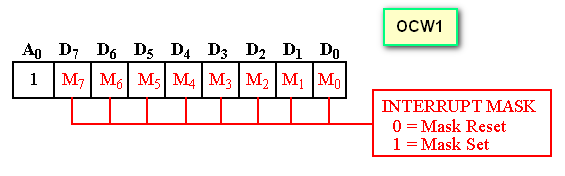 OCW1
A₀ D₇ D₆ D₅ D₄ D₃ D₂ D₁ D₀
1 M₇ M₆ M₅ M₄ M₃ M₂ M₁ M₀
INTERRUPT MASK
0 = Mask Reset
1 = Mask Set